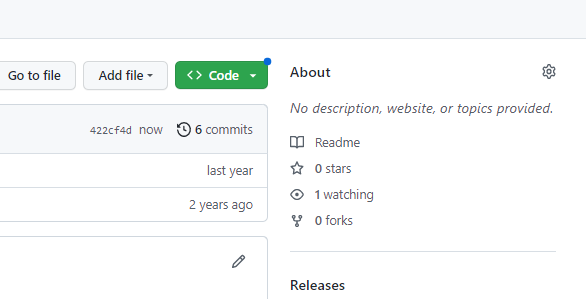 Go to file Add file Code
About
No description, website, or topics provided.
422cf4d now 6 commits
Readme
0 stars
last year
1 watching
2 years ago
0 forks
Releases